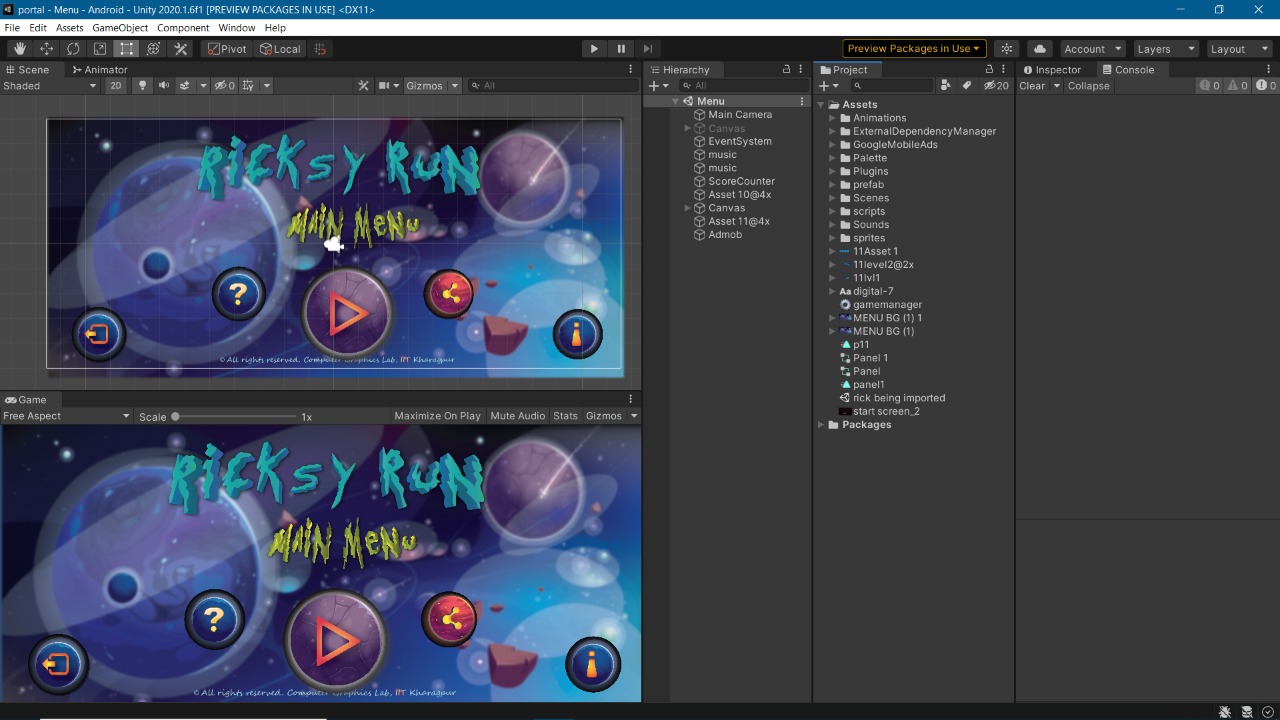 portal - Menu - Android - Unity 2020.1.6f1 [PREVIEW PACKAGES IN USE] <DX11>
File Edit Assets GameObject Component Window Help
Pivot Local Preview Packages in Use Account Layers Layout
Scene Animator
Shaded 2D 0 Gizmos All
RICKSY RUN
MAIN MENU
?
i
© All rights reserved. Computer Graphics Lab, IIT Kharagpur
Game
Free Aspect Scale 1x Maximize On Play Mute Audio Stats Gizmos
RICKSY RUN
MAIN MENU
?
i
© All rights reserved. Computer Graphics Lab, IIT Kharagpur
Hierarchy
All
Menu
Main Camera
Canvas
EventSystem
music
music
ScoreCounter
Asset 10@4x
Canvas
Asset 11@4x
Admob
Project
20
Assets
Animations
ExternalDependencyManager
GoogleMobileAds
Palette
Plugins
prefab
Scenes
scripts
Sounds
sprites
11Asset 1
11level2@2x
11lvl1
Aa digital-7
gamemanager
MENU BG (1) 1
MENU BG (1)
p11
Panel 1
Panel
panel1
rick being imported
start screen_2
Packages
Inspector Console
Clear Collapse 0 0 0